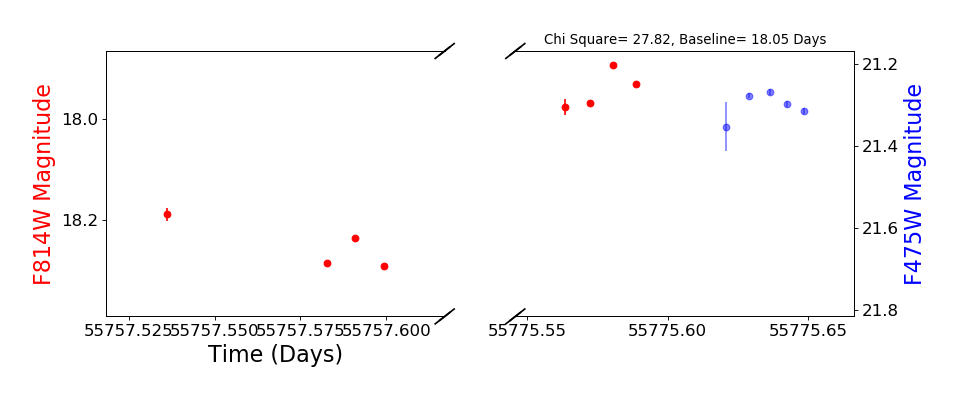 Chi Square= 27.82, Baseline= 18.05 Days
F814W Magnitude
18.0
18.2
21.2
21.4
21.6
21.8
F475W Magnitude
55757.525 55757.550 55757.575 55757.600
55775.55 55775.60 55775.65
Time (Days)